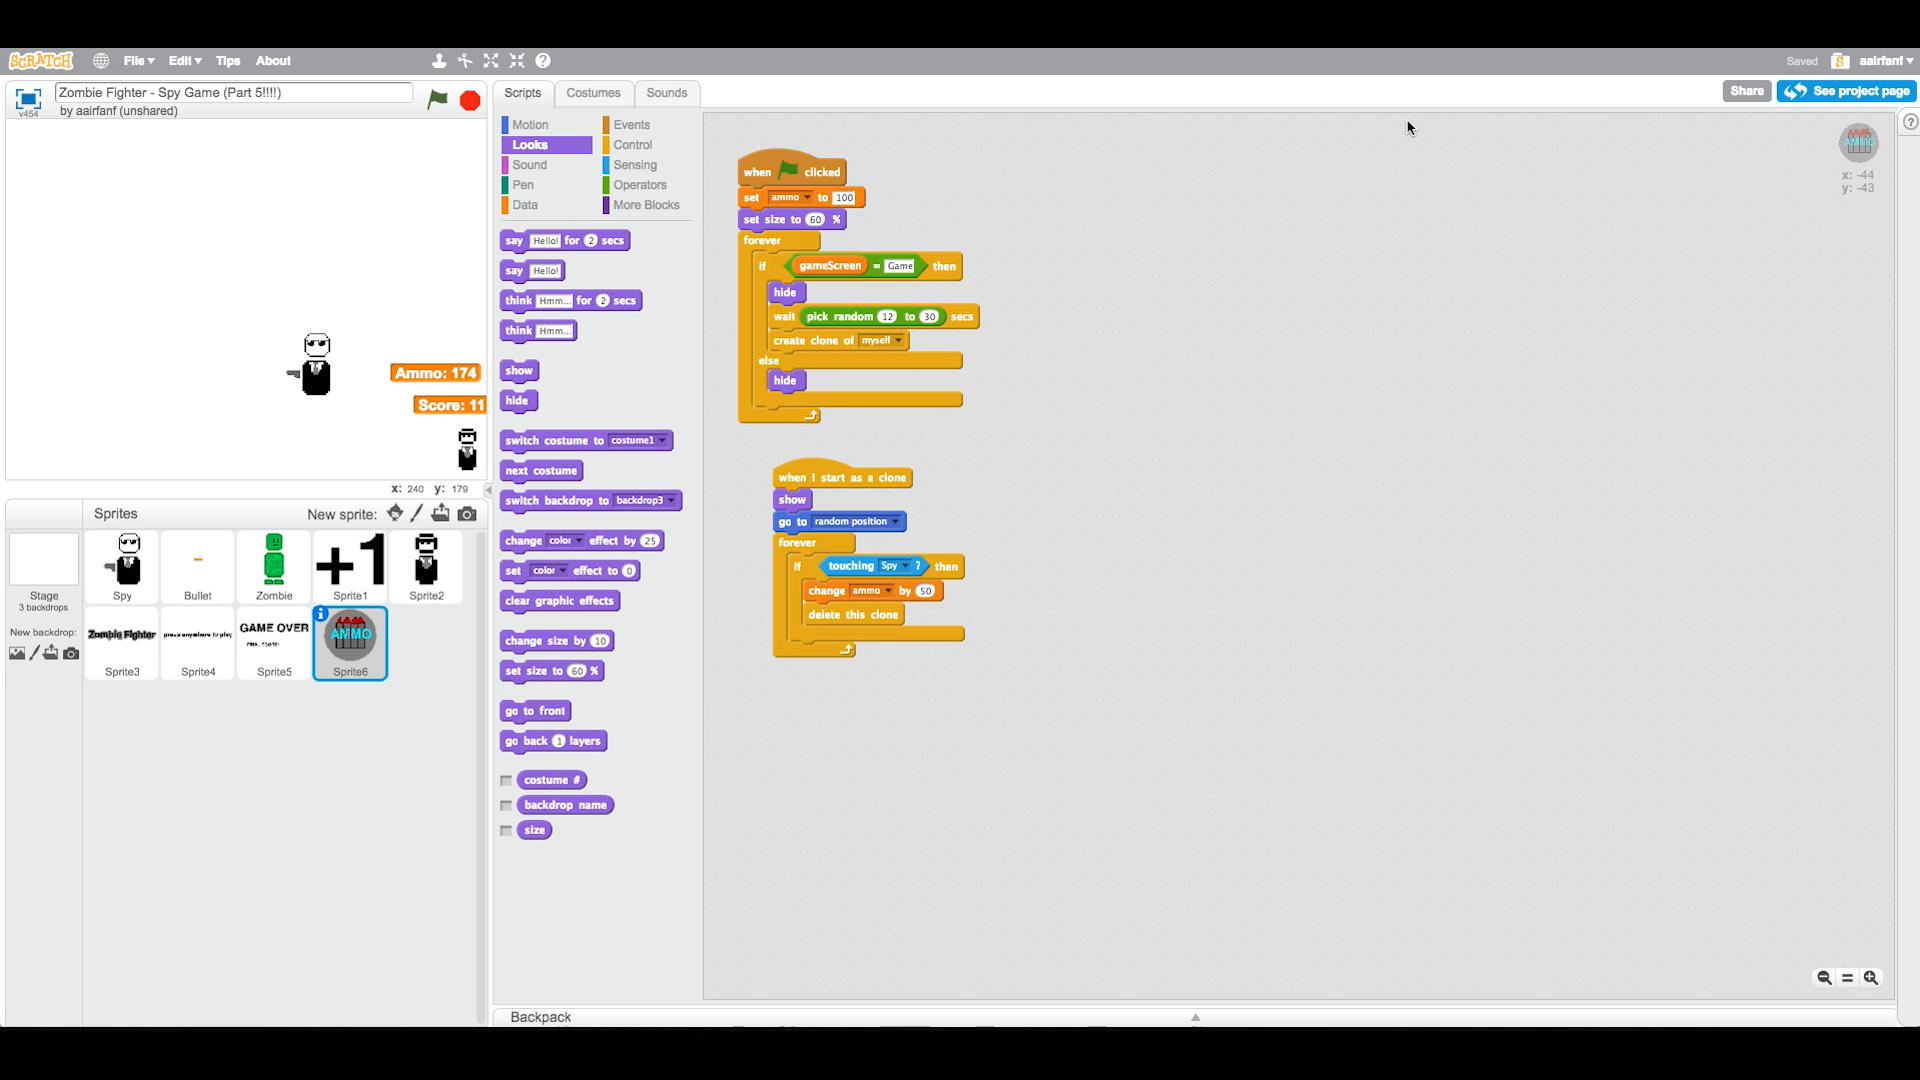 SCRATCH File Edit Tips About Saved aairfanf
Zombie Fighter - Spy Game (Part 5!!!!)
by aairfanf (unshared)
v454
Scripts Costumes Sounds
Share See project page
Motion Events
Looks Control
Sound Sensing
Pen Operators
Data More Blocks
say Hello! for 2 secs
say Hello!
think Hmm... for 2 secs
think Hmm...
show
hide
switch costume to costume1
next costume
switch backdrop to backdrop3
change color effect by 25
set color effect to 0
clear graphic effects
change size by 10
set size to 60 %
go to front
go back 1 layers
costume #
backdrop name
size
when clicked
set ammo to 100
set size to 60 %
forever
if gameScreen = Game then
hide
wait pick random 12 to 30 secs
create clone of myself
else
hide
when I start as a clone
show
go to random position
forever
if touching Spy ? then
change ammo by 50
delete this clone
AMMO
x: -44
y: -43
Ammo: 174
Score: 11
x: 240 y: 179
Sprites New sprite:
Stage
3 backdrops
New backdrop:
+1
Spy Bullet Zombie Sprite1 Sprite2
Zombie Fighter press anywhere to play GAME OVER AMMO
Sprite3 Sprite4 Sprite5 Sprite6
Backpack